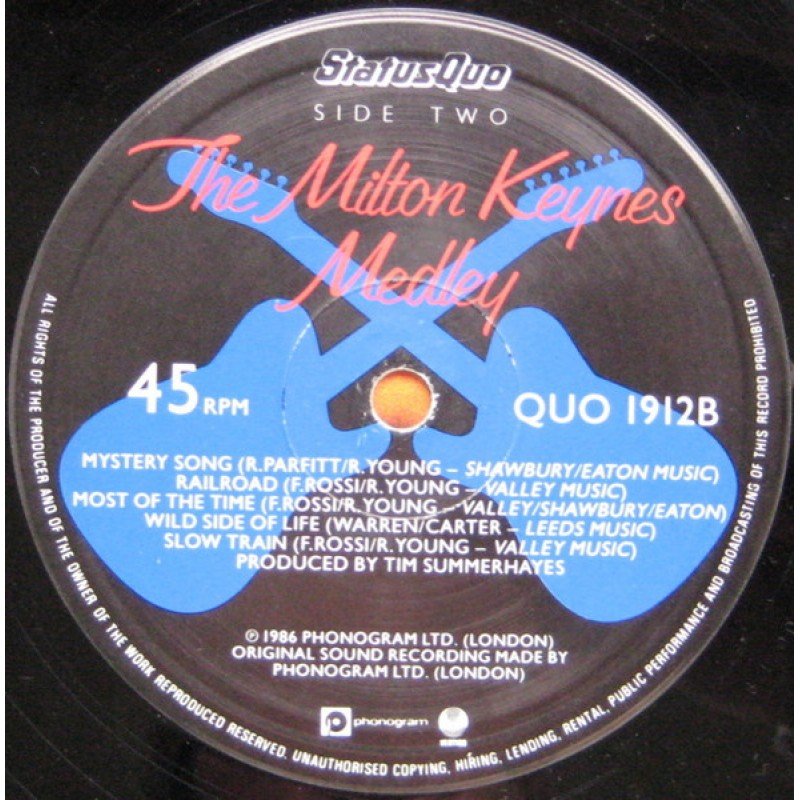 StatusQuo
SIDE TWO
The Milton Keynes
Medley
45 RPM
QUO 1912B
MYSTERY SONG (R.PARFITT/R.YOUNG – SHAWBURY/EATON MUSIC)
RAILROAD (F.ROSSI/R.YOUNG – VALLEY MUSIC)
MOST OF THE TIME (F.ROSSI/R.YOUNG – VALLEY/SHAWBURY/EATON)
WILD SIDE OF LIFE (WARREN/CARTER – LEEDS MUSIC)
SLOW TRAIN (F.ROSSI/R.YOUNG – VALLEY MUSIC)
PRODUCED BY TIM SUMMERHAYES
℗ 1986 PHONOGRAM LTD. (LONDON)
ORIGINAL SOUND RECORDING MADE BY
PHONOGRAM LTD. (LONDON)
phonogram
ALL RIGHTS OF THE PRODUCER AND OF THE OWNER OF THE WORK REPRODUCED RESERVED. UNAUTHORISED COPYING, HIRING, LENDING, RENTAL, PUBLIC PERFORMANCE AND BROADCASTING OF THIS RECORD PROHIBITED